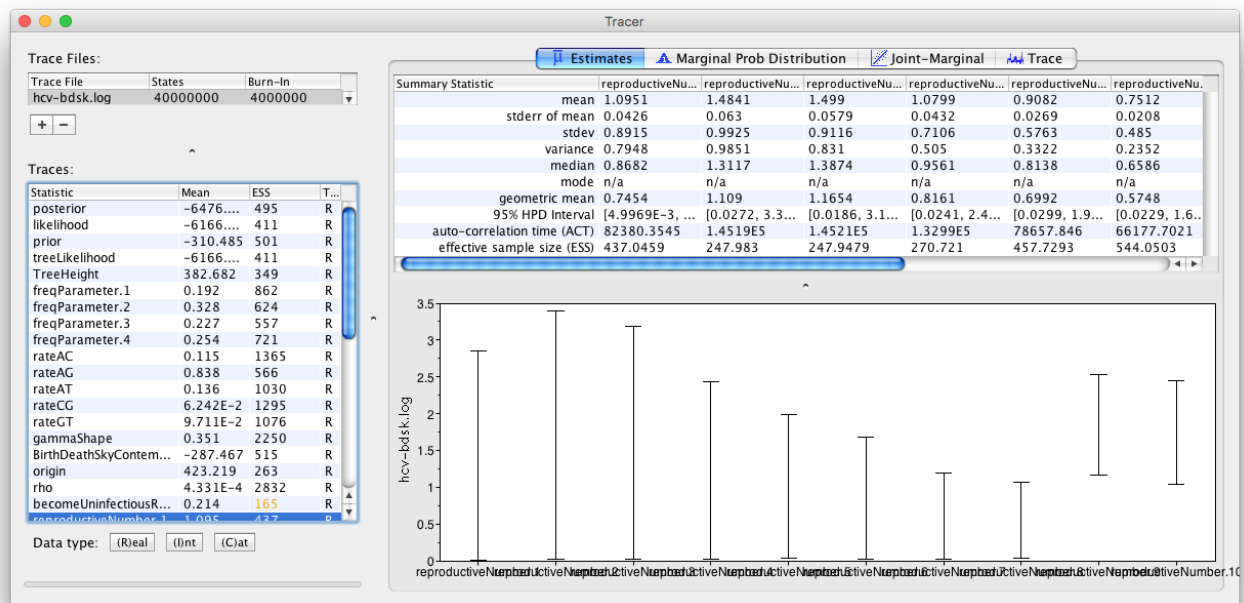 Tracer
Trace Files:
Trace File States Burn-In
hcv-bdsk.log 40000000 4000000
+ −
Traces:
Statistic Mean ESS T...
posterior -6476.... 495 R
likelihood -6166.... 411 R
prior -310.485 501 R
treeLikelihood -6166.... 411 R
TreeHeight 382.682 349 R
freqParameter.1 0.192 862 R
freqParameter.2 0.328 624 R
freqParameter.3 0.227 557 R
freqParameter.4 0.254 721 R
rateAC 0.115 1365 R
rateAG 0.838 566 R
rateAT 0.136 1030 R
rateCG 6.242E-2 1295 R
rateGT 9.711E-2 1076 R
gammaShape 0.351 2250 R
BirthDeathSkyContem... -287.467 515 R
origin 423.219 263 R
rho 4.331E-4 2832 R
becomeUninfectiousR... 0.214 165 R
reproductiveNumber.1 1.095 437 R
Data type: (R)eal (I)nt (C)at
Estimates Marginal Prob Distribution Joint-Marginal Trace
Summary Statistic reproductiveNu... reproductiveNu... reproductiveNu... reproductiveNu... reproductiveNu... reproductiveNu.
mean 1.0951 1.4841 1.499 1.0799 0.9082 0.7512
stderr of mean 0.0426 0.063 0.0579 0.0432 0.0269 0.0208
stdev 0.8915 0.9925 0.9116 0.7106 0.5763 0.485
variance 0.7948 0.9851 0.831 0.505 0.3322 0.2352
median 0.8682 1.3117 1.3874 0.9561 0.8138 0.6586
mode n/a n/a n/a n/a n/a n/a
geometric mean 0.7454 1.109 1.1654 0.8161 0.6992 0.5748
95% HPD Interval [4.9969E-3, ... [0.0272, 3.3... [0.0186, 3.1... [0.0241, 2.4... [0.0299, 1.9... [0.0229, 1.6...
auto-correlation time (ACT) 82380.3545 1.4519E5 1.4521E5 1.3299E5 78657.846 66177.7021
effective sample size (ESS) 437.0459 247.983 247.9479 270.721 457.7293 544.0503
hcv-bdsk.log
3.5
3
2.5
2
1.5
1
0.5
0